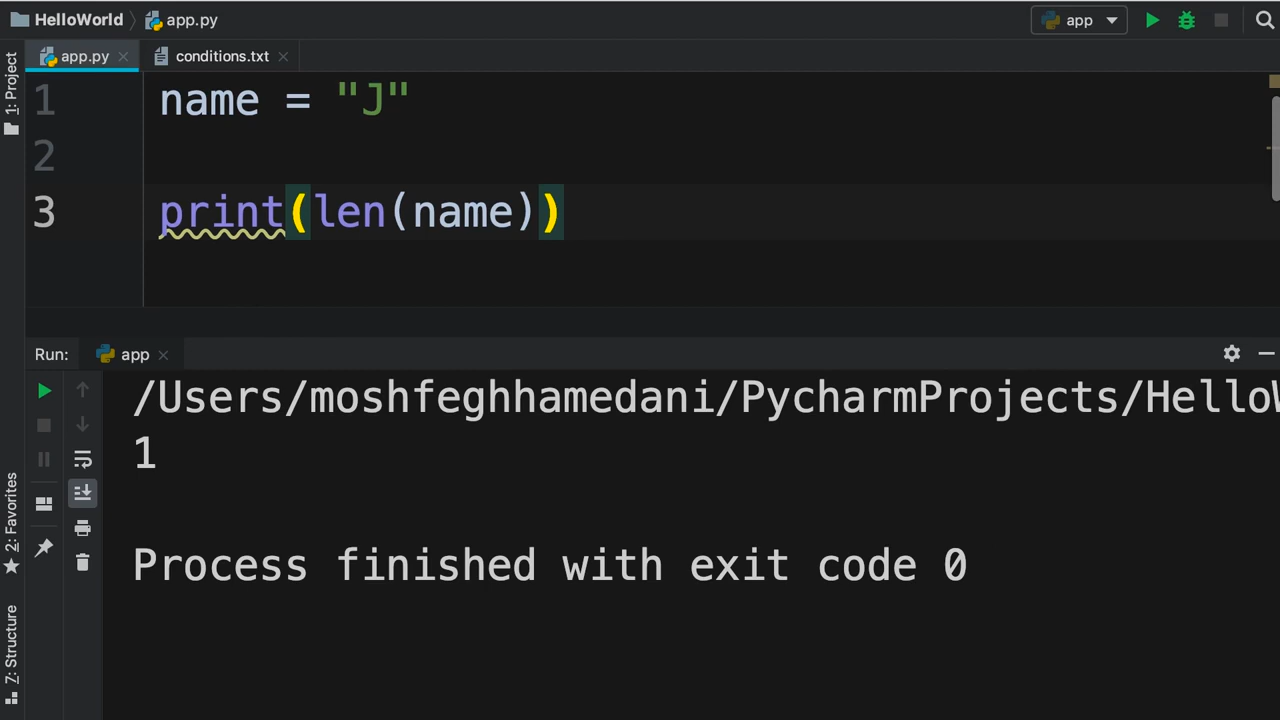 HelloWorld app.py app
app.py conditions.txt
1: Project
1 name = "J"
2
3 print(len(name))
Run: app
/Users/moshfeghhamedani/PycharmProjects/HelloW
1
Process finished with exit code 0
2: Favorites
Z: Structure